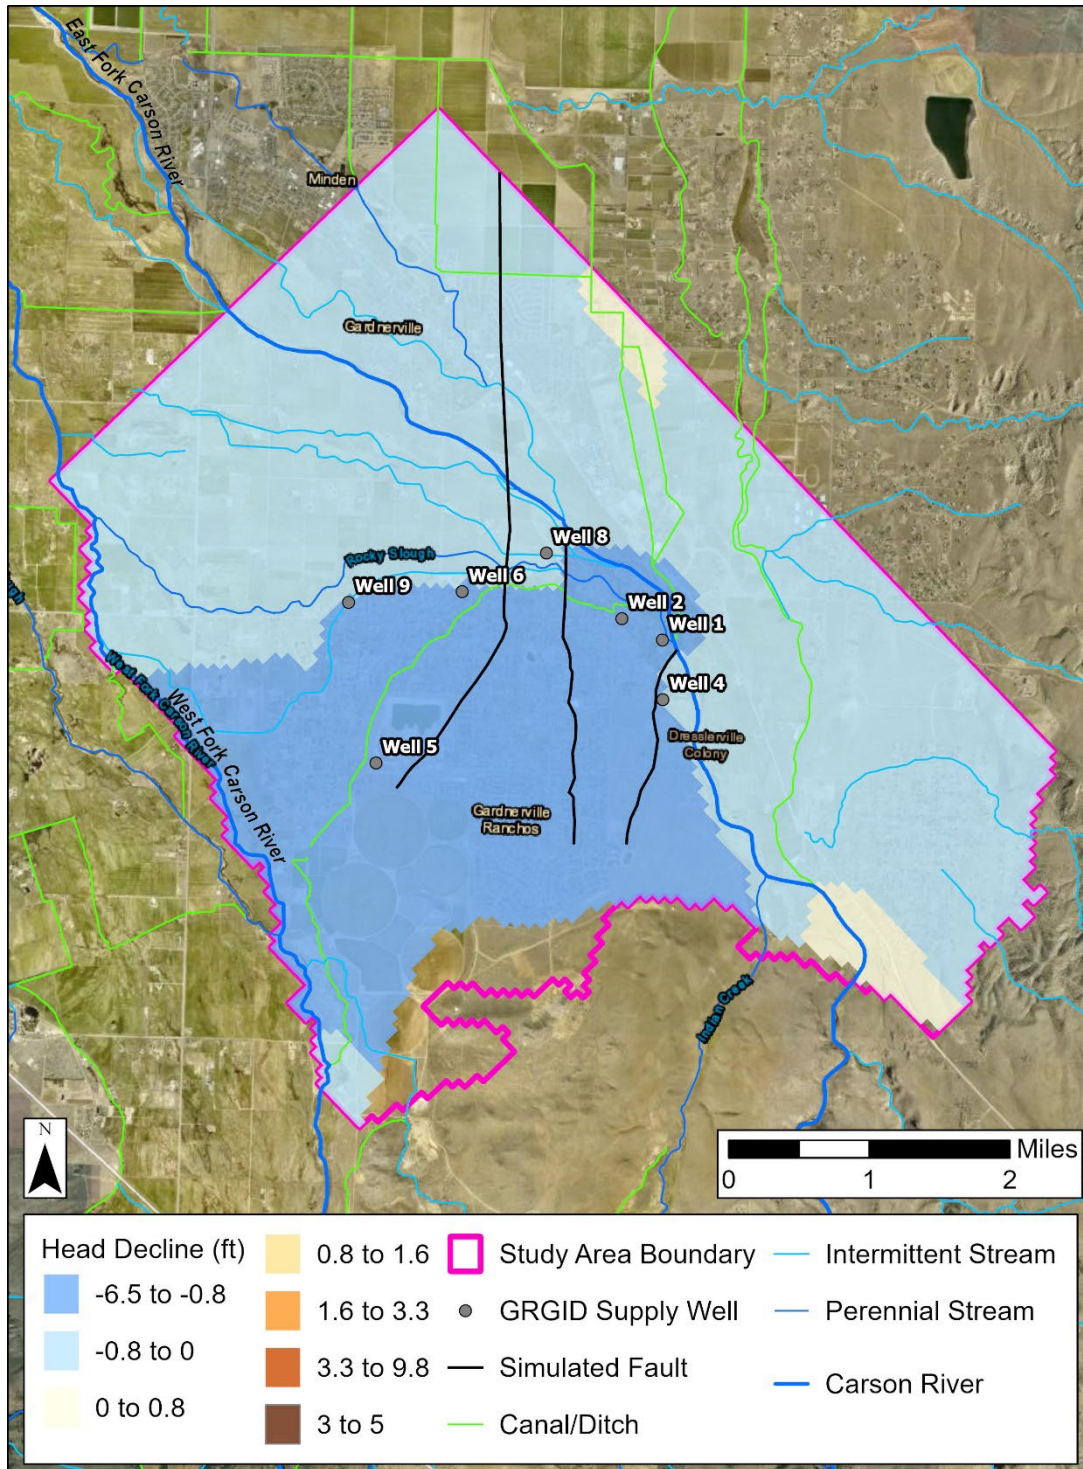 East Fork Carson River
Minden
Gardnerville
Rocky Slough
Well 8
Well 6
Well 9
Well 2
Well 1
Well 4
Well 5
Dresslerville
Colony
Gardnerville
Ranchos
West Fork Carson River
West Fork Carson River
Indian Creek
N
0 1 2 Miles
Head Decline (ft)
-6.5 to -0.8
-0.8 to 0
0 to 0.8
0.8 to 1.6
1.6 to 3.3
3.3 to 9.8
3 to 5
Study Area Boundary
GRGID Supply Well
Simulated Fault
Canal/Ditch
Intermittent Stream
Perennial Stream
Carson River